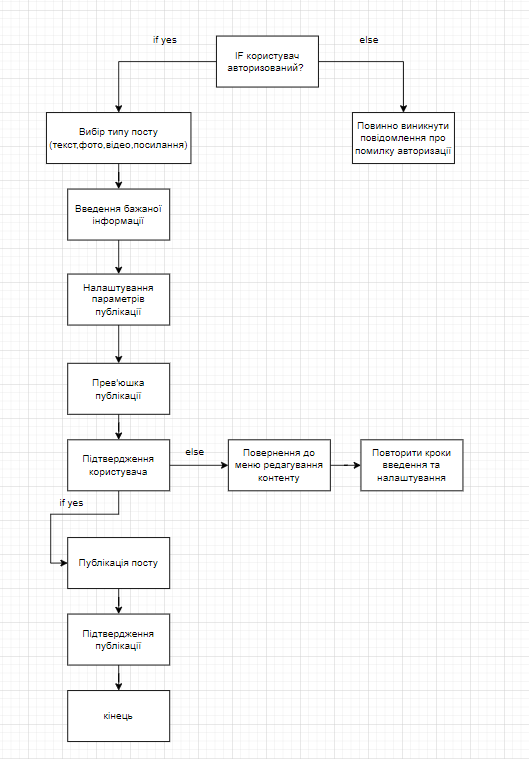 if yes
else
IF користувач
авторизований?
Вибір типу посту
(текст,фото,відео,посилання)
Повинно виникнути
повідомлення про
помилку авторизації
Введення бажаної
інформації
Налаштування
параметрів
публікації
Прев'юшка
публікації
Підтвердження
користувача
else
Повернення до
меню редагування
контенту
Повторити кроки
введення та
налаштування
if yes
Публікація посту
Підтвердження
публікації
кінець